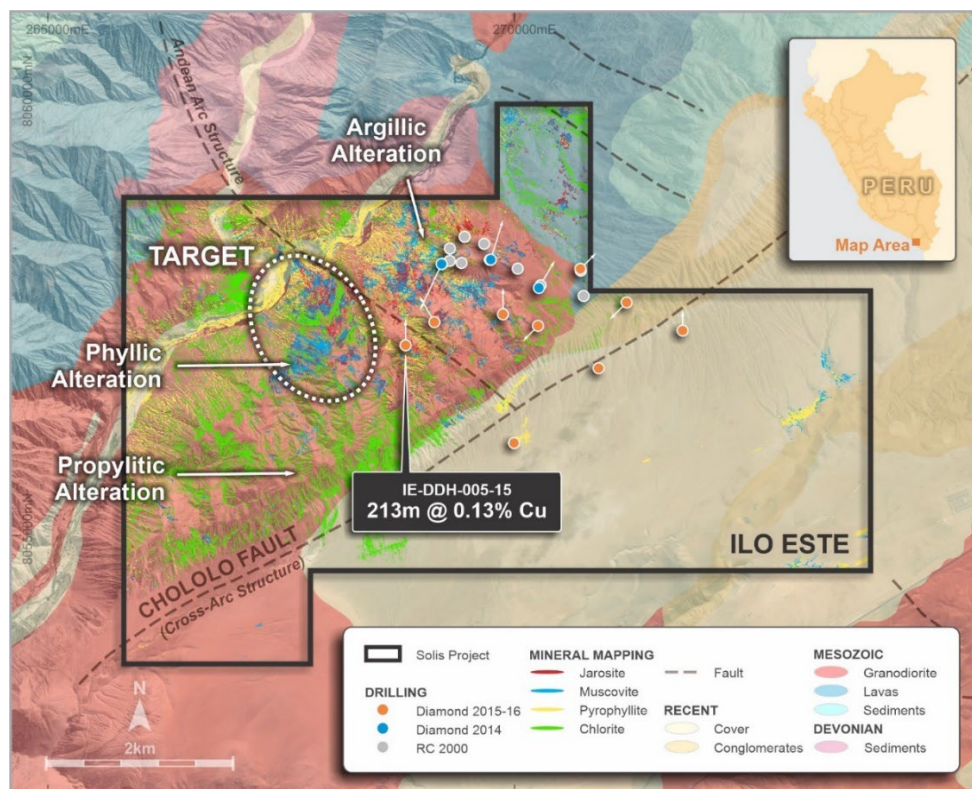 265000mE
270000mE
8060000mN
Andean Arc Structure
Argillic
Alteration
PERU
Map Area
TARGET
Phyllic
Alteration
Propylitic
Alteration
IE-DDH-005-15
213m @ 0.13% Cu
8055000mN
CHOLOLO FAULT
(Cross-Arc Structure)
ILO ESTE
N
2km
Solis Project
DRILLING
Diamond 2015-16
Diamond 2014
RC 2000
MINERAL MAPPING
Jarosite
Muscovite
Pyrophyllite
Chlorite
Fault
RECENT
Cover
Conglomerates
MESOZOIC
Granodiorite
Lavas
Sediments
DEVONIAN
Sediments